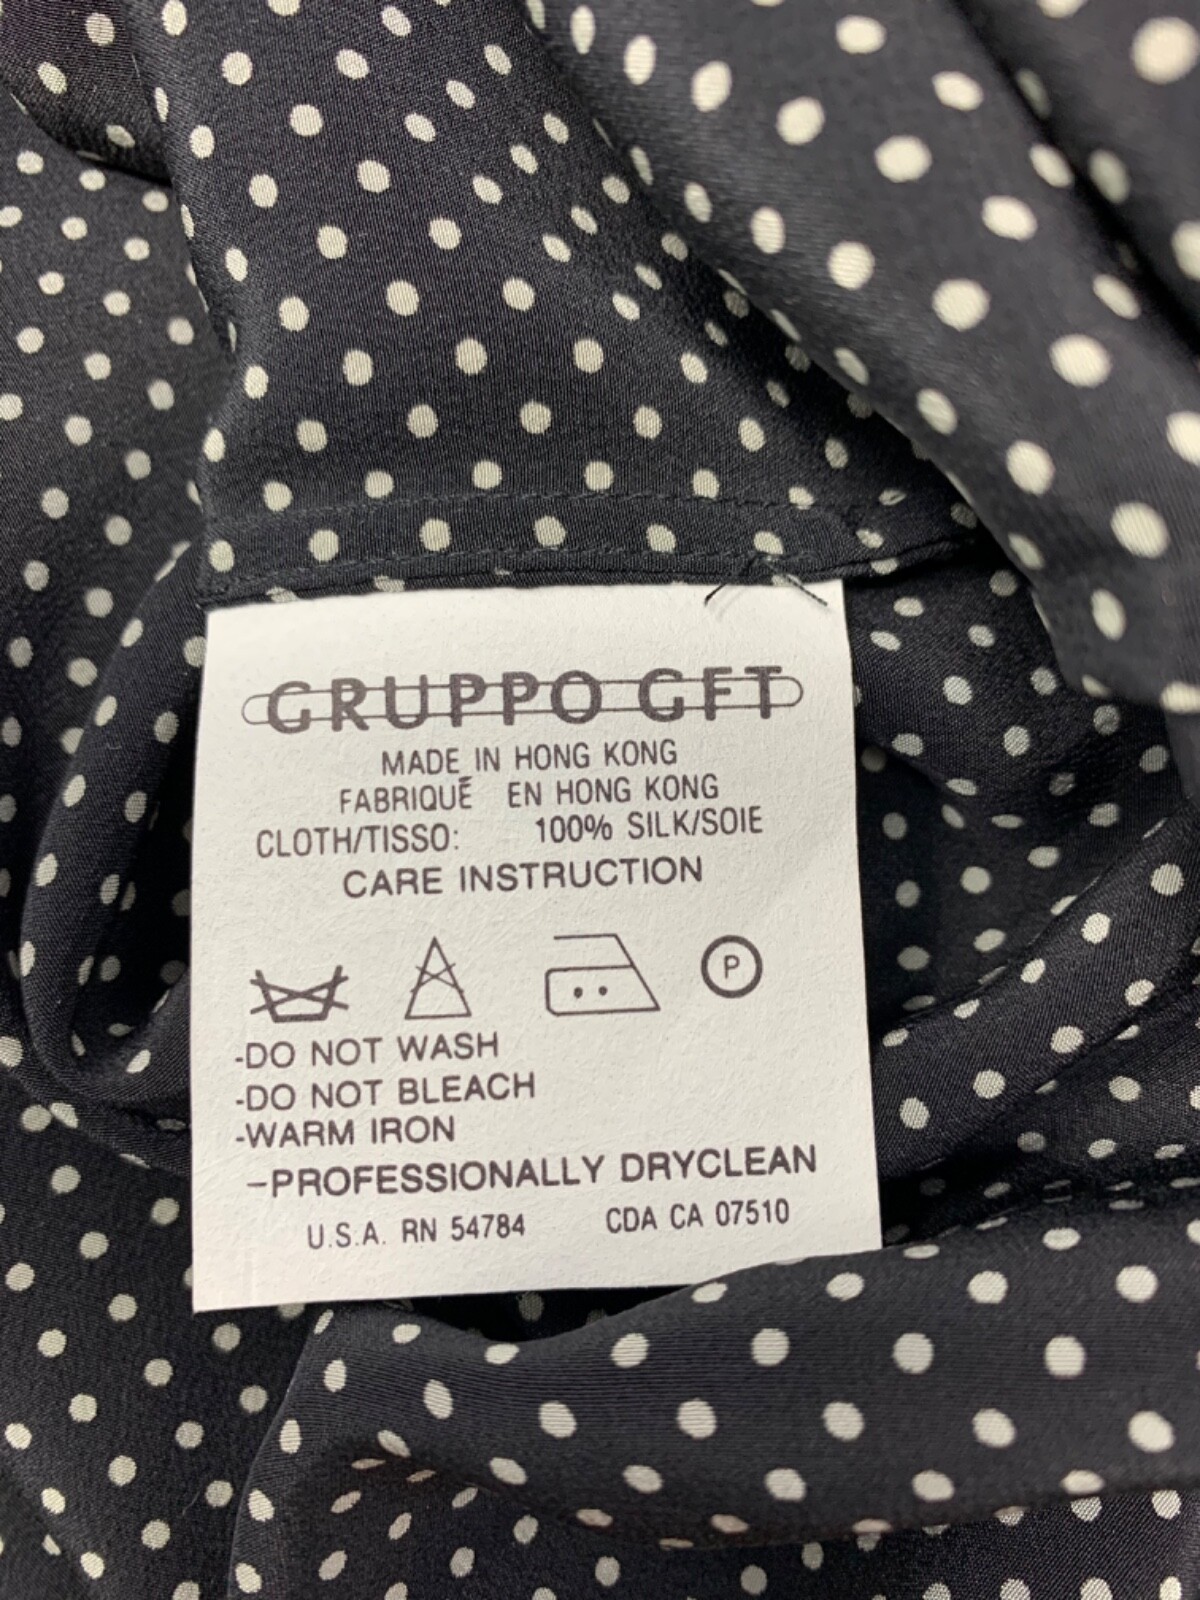 GRUPPO GFT
MADE IN HONG KONG
FABRIQUÉ EN HONG KONG
CLOTH/TISSO: 100% SILK/SOIE
CARE INSTRUCTION
P
-DO NOT WASH
-DO NOT BLEACH
-WARM IRON
-PROFESSIONALLY DRYCLEAN
U.S.A. RN 54784 CDA CA 07510